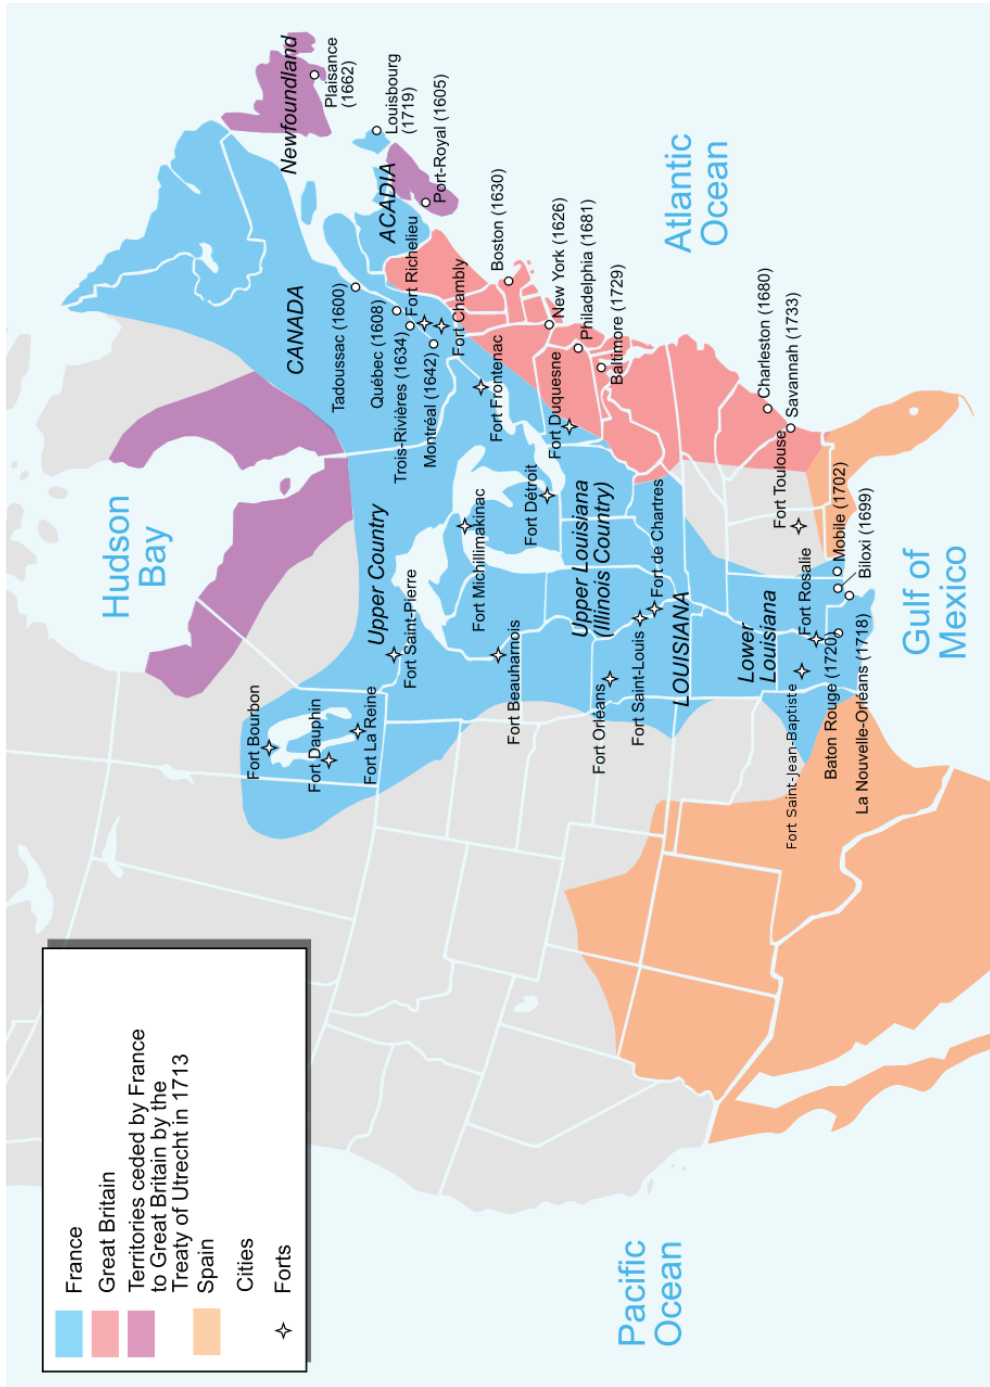 France
Great Britain
Territories ceded by France
to Great Britain by the
Treaty of Utrecht in 1713
Spain
Cities
Forts
Hudson
Bay
Newfoundland
Plaisance
(1662)
Louisbourg
(1719)
ACADIA
Port-Royal (1605)
CANADA
Tadoussac (1600)
Québec (1608)
Trois-Rivières (1634)
Montréal (1642)
Fort Richelieu
Fort Chambly
Fort Frontenac
Boston (1630)
New York (1626)
Philadelphia (1681)
Baltimore (1729)
Fort Duquesne
Atlantic
Ocean
Charleston (1680)
Savannah (1733)
Fort Bourbon
Fort Dauphin
Fort La Reine
Upper Country
Fort Saint-Pierre
Fort Michillimakinac
Fort Détroit
Fort Beauharnois
Upper Louisiana
(Illinois Country)
Fort Orléans
Fort Saint-Louis
Fort de Chartres
LOUISIANA
Lower
Louisiana
Fort Toulouse
Fort Rosalie
Mobile (1702)
Biloxi (1699)
Fort Saint-Jean-Baptiste
Baton Rouge (1720)
La Nouvelle-Orléans (1718)
Gulf of
Mexico
Pacific
Ocean